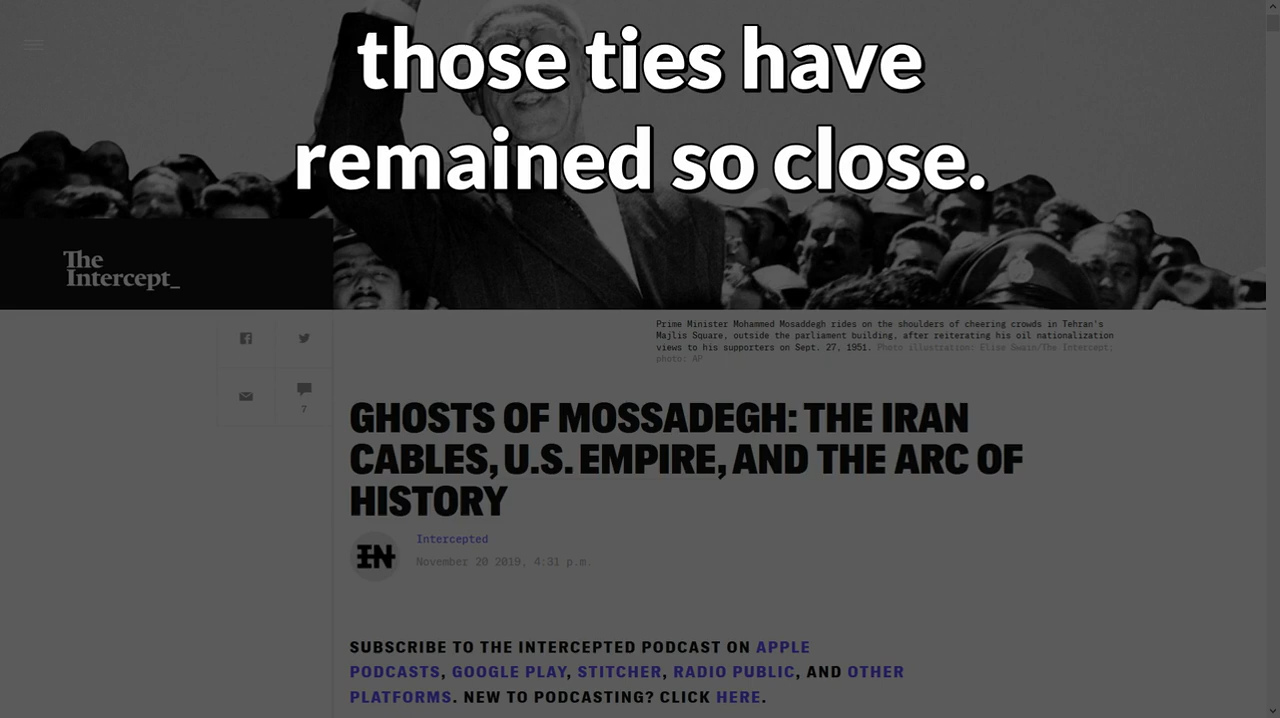 those ties have
remained so close.
The
Intercept_
Prime Minister Mohammed Mosaddegh rides on the shoulders of cheering crowds in Tehran's
Majlis Square, outside the parliament building, after reiterating his oil nationalization
views to his supporters on Sept. 27, 1951. Photo illustration: Elise Swain/The Intercept;
photo: AP
7
GHOSTS OF MOSSADEGH: THE IRAN
CABLES, U.S. EMPIRE, AND THE ARC OF
HISTORY
IN
Intercepted
November 20 2019, 4:31 p.m.
SUBSCRIBE TO THE INTERCEPTED PODCAST ON APPLE
PODCASTS, GOOGLE PLAY, STITCHER, RADIO PUBLIC, AND OTHER
PLATFORMS. NEW TO PODCASTING? CLICK HERE.